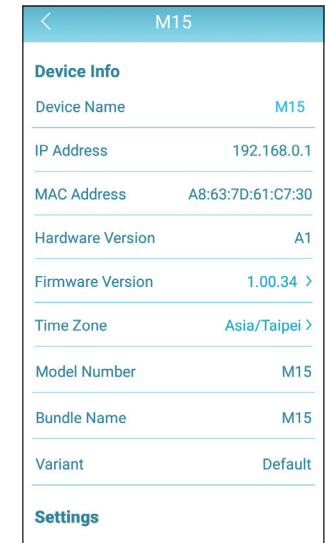 M15
Device Info
Device Name M15
IP Address 192.168.0.1
MAC Address A8:63:7D:61:C7:30
Hardware Version A1
Firmware Version 1.00.34 >
Time Zone Asia/Taipei >
Model Number M15
Bundle Name M15
Variant Default
Settings